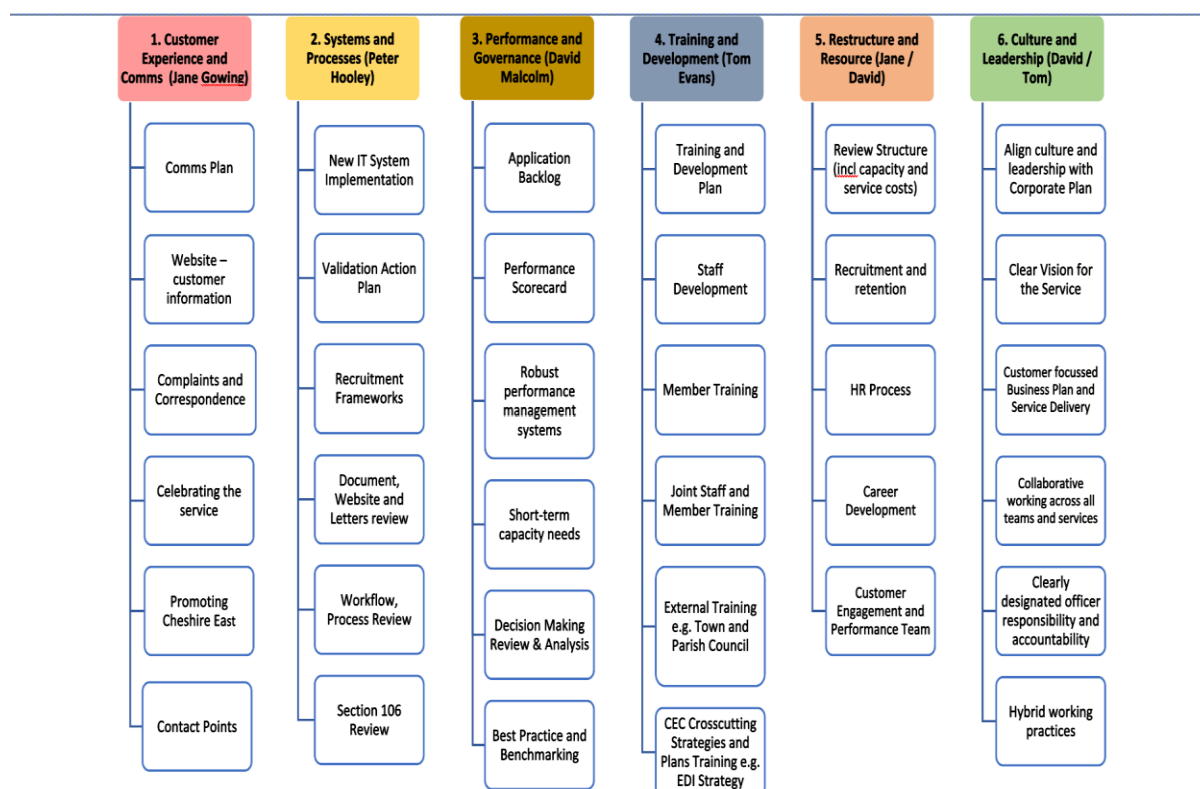 1. Customer
Experience and
Comms (Jane Gowing)
Comms Plan
Website –
customer
information
Complaints and
Correspondence
Celebrating the
service
Promoting
Cheshire East
Contact Points
2. Systems and
Processes (Peter
Hooley)
New IT System
Implementation
Validation Action
Plan
Recruitment
Frameworks
Document,
Website and
Letters review
Workflow,
Process Review
Section 106
Review
3. Performance and
Governance (David
Malcolm)
Application
Backlog
Performance
Scorecard
Robust
performance
management
systems
Short-term
capacity needs
Decision Making
Review & Analysis
Best Practice and
Benchmarking
4. Training and
Development (Tom
Evans)
Training and
Development
Plan
Staff
Development
Member Training
Joint Staff and
Member Training
External Training
e.g. Town and
Parish Council
CEC Crosscutting
Strategies and
Plans Training e.g.
EDI Strategy
5. Restructure and
Resource (Jane /
David)
Review Structure
(incl capacity and
service costs)
Recruitment and
retention
HR Process
Career
Development
Customer
Engagement and
Performance Team
6. Culture and
Leadership (David /
Tom)
Align culture and
leadership with
Corporate Plan
Clear Vision for
the Service
Customer focussed
Business Plan and
Service Delivery
Collaborative
working across all
teams and services
Clearly
designated officer
responsibility and
accountability
Hybrid working
practices